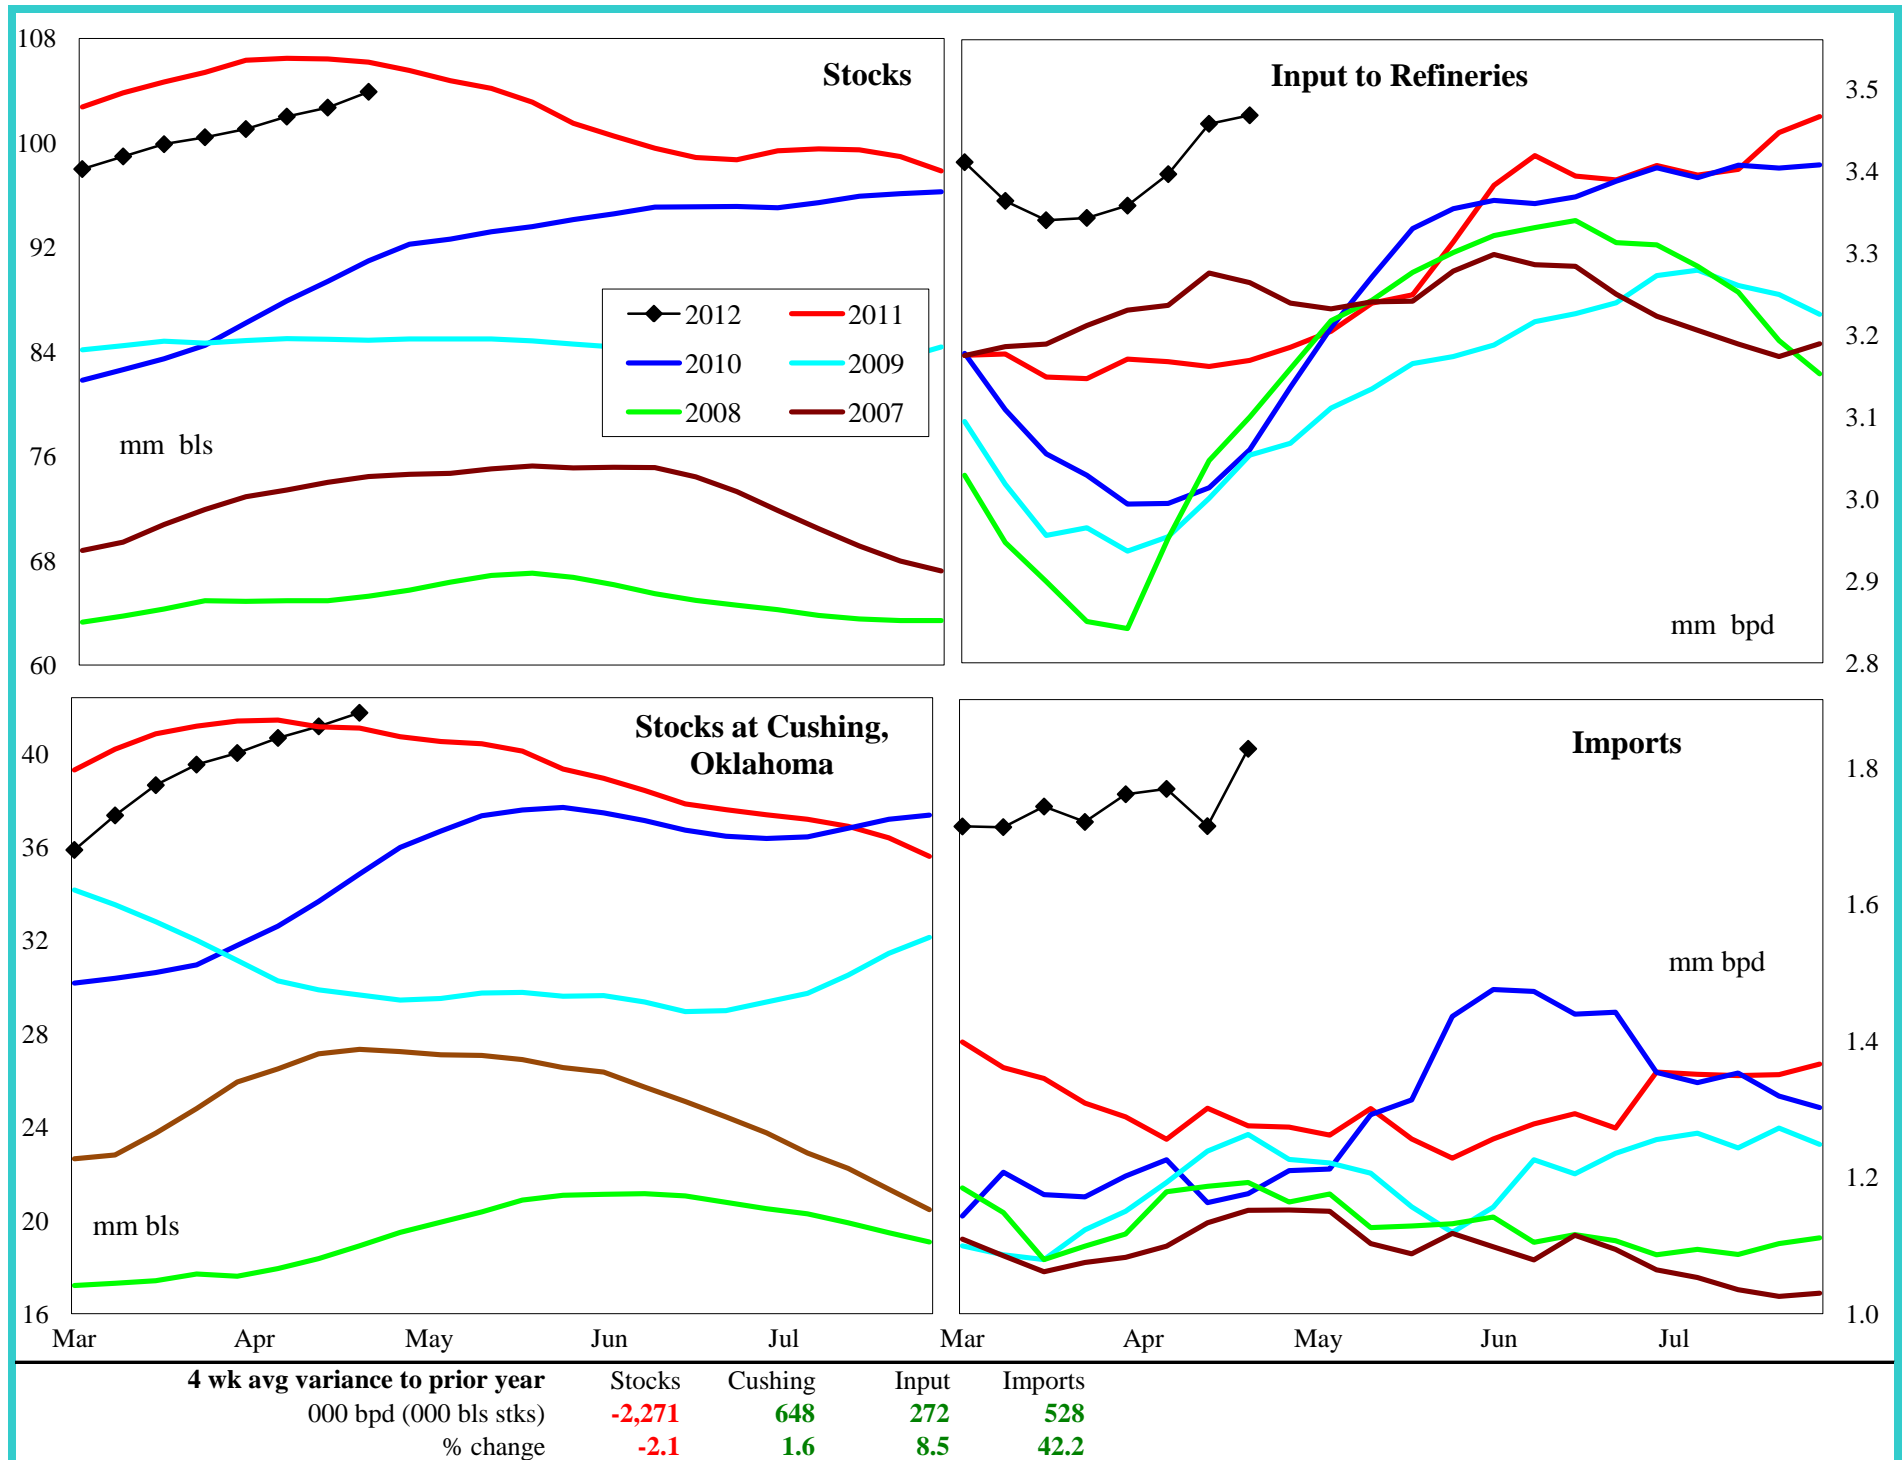 Stocks
108
100
92
84
76
68
60
mm bls
2012 2011
2010 2009
2008 2007
Input to Refineries
3.5
3.4
3.3
3.2
3.1
3.0
2.9
2.8
mm bpd
Stocks at Cushing,
Oklahoma
40
36
32
28
24
20
16
mm bls
Mar Apr May Jun Jul
Imports
1.8
1.6
1.4
1.2
1.0
mm bpd
Mar Apr May Jun Jul
4 wk avg variance to prior year Stocks Cushing Input Imports
000 bpd (000 bls stks) -2,271 648 272 528
% change -2.1 1.6 8.5 42.2